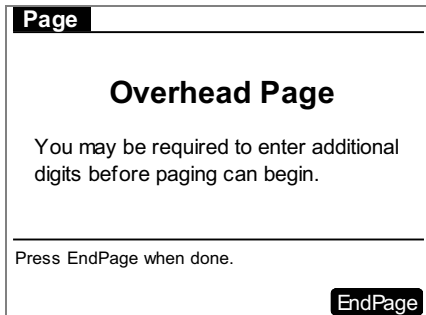 Page
Overhead Page
You may be required to enter additional
digits before paging can begin.
Press EndPage when done.
EndPage